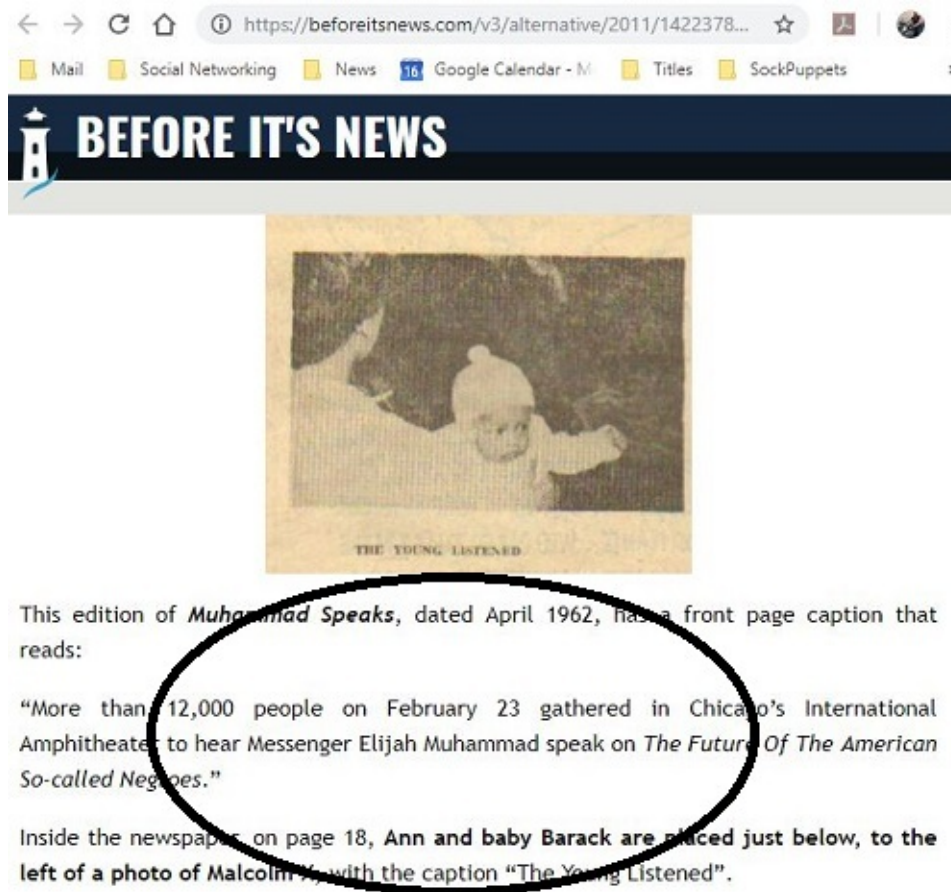 https://beforeitsnews.com/v3/alternative/2011/1422378...
Mail Social Networking News 16 Google Calendar - M Titles SockPuppets
BEFORE IT'S NEWS
THE YOUNG LISTENED
This edition of Muhammad Speaks, dated April 1962, has a front page caption that
reads:
“More than 12,000 people on February 23 gathered in Chicago’s International
Amphitheater to hear Messenger Elijah Muhammad speak on The Future Of The American
So-called Negroes.”
Inside the newspaper, on page 18, Ann and baby Barack are placed just below, to the
left of a photo of Malcolm X, with the caption “The Young Listened”.